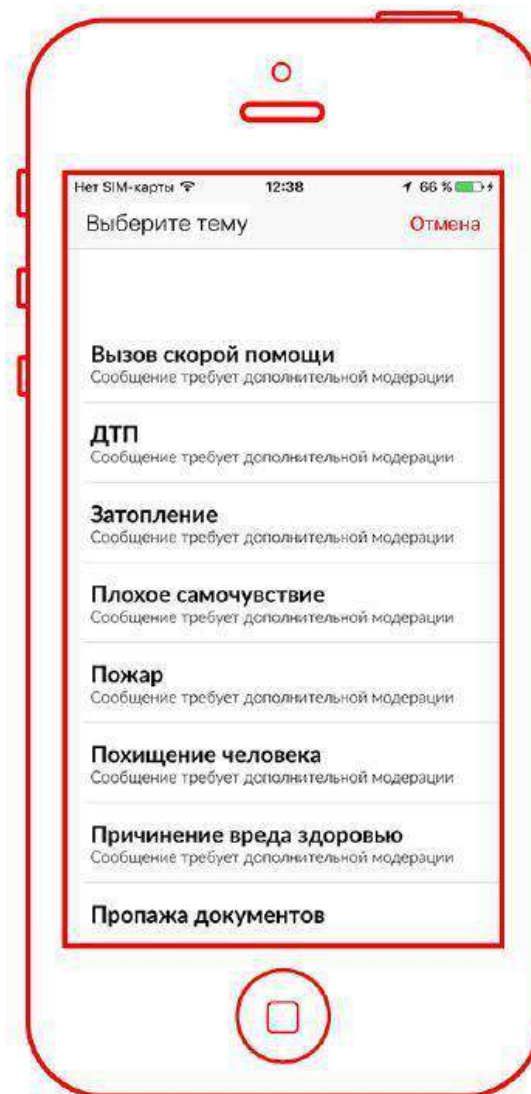 Нет SIM-карты 12:38 66 %
Выберите тему Отмена
Вызов скорой помощи
Сообщение требует дополнительной модерации
ДТП
Сообщение требует дополнительной модерации
Затопление
Сообщение требует дополнительной модерации
Плохое самочувствие
Сообщение требует дополнительной модерации
Пожар
Сообщение требует дополнительной модерации
Похищение человека
Сообщение требует дополнительной модерации
Причинение вреда здоровью
Сообщение требует дополнительной модерации
Пропажа документов